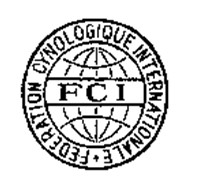 FEDERATION CYNOLOGIQUE INTERNATIONALE
FCI